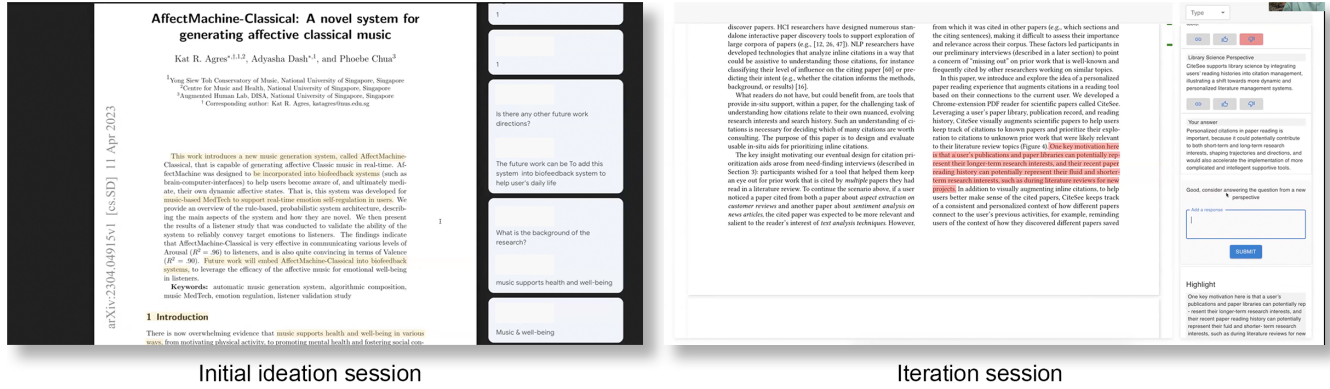 AffectMachine-Classical: A novel system for
generating affective classical music
Kat R. Agres*,†,1,2, Adyasha Dash*,1, and Phoebe Chua3
1Yong Siew Toh Conservatory of Music, National University of Singapore, Singapore
2Centre for Music and Health, National University of Singapore, Singapore
3Augmented Human Lab, DISA, National University of Singapore, Singapore
† Corresponding author: Kat R. Agres, katagres@nus.edu.sg
arXiv:2304.04915v1 [cs.SD] 11 Apr 2023
This work introduces a new music generation system, called AffectMachine-
Classical, that is capable of generating affective Classic music in real-time. Af-
fectMachine was designed to be incorporated into biofeedback systems (such as
brain-computer-interfaces) to help users become aware of, and ultimately medi-
ate, their own dynamic affective states. That is, this system was developed for
music-based MedTech to support real-time emotion self-regulation in users. We
provide an overview of the rule-based, probabilistic system architecture, describ-
ing the main aspects of the system and how they are novel. We then present
the results of a listener study that was conducted to validate the ability of the
system to reliably convey target emotions to listeners. The findings indicate
that AffectMachine-Classical is very effective in communicating various levels of
Arousal (R2 = .96) to listeners, and is also quite convincing in terms of Valence
(R2 = .90). Future work will embed AffectMachine-Classical into biofeedback
systems, to leverage the efficacy of the affective music for emotional well-being
in listeners.
Keywords: automatic music generation system, algorithmic composition,
music MedTech, emotion regulation, listener validation study
1 Introduction
There is now overwhelming evidence that music supports health and well-being in various
ways, from motivating physical activity, to promoting mental health and fostering social con-
1
1
Is there any other future work
directions?
The future work can be To add this
system into biofeedback system to
help user's daily life
What is the background of the
research?
music supports health and well-being
Music & well-being
Initial ideation session
discover papers. HCI researchers have designed numerous stan-
dalone interactive paper discovery tools to support exploration of
large corpora of papers (e.g., [12, 26, 47]). NLP researchers have
developed technologies that analyze inline citations in a way that
could be assistive to understanding those citations, for instance
classifying their level of influence on the citing paper [60] or pre-
dicting their intent (e.g., whether the citation informs the methods,
background, or results) [16].
What readers do not have, but could benefit from, are tools that
provide in-situ support, within a paper, for the challenging task of
understanding how citations relate to their own nuanced, evolving
research interests and search history. Such an understanding of ci-
tations is necessary for deciding which of many citations are worth
consulting. The purpose of this paper is to design and evaluate
usable in-situ aids for prioritizing inline citations.
The key insight motivating our eventual design for citation pri-
oritization aids arose from need-finding interviews (described in
Section 3): participants wished for a tool that helped them keep
an eye out for prior work that is cited by multiple papers they had
read in a literature review. To continue the scenario above, if a user
noticed a paper cited from both a paper about aspect extraction on
customer reviews and another paper about sentiment analysis on
news articles, the cited paper was expected to be more relevant and
salient to the reader's interest of text analysis techniques. However,
from which it was cited in other papers (e.g., which sections and
the citing sentences), making it difficult to assess their importance
and relevance across their corpus. These factors led participants in
our preliminary interviews (described in a later section) to point
a concern of "missing out" on prior work that is well-known and
frequently cited by other researchers working on similar topics.
In this paper, we introduce and explore the idea of a personalized
paper reading experience that augments citations in a reading tool
based on their connections to the current user. We developed a
Chrome-extension PDF reader for scientific papers called CiteSee.
Leveraging a user's paper library, publication record, and reading
history, CiteSee visually augments scientific papers to help users
keep track of citations to known papers and prioritize their explo-
ration to citations to unknown prior work that were likely relevant
to their literature review topics (Figure 4). One key motivation here
is that a user's publications and paper libraries can potentially rep-
resent their longer-term research interests, and their recent paper
reading history can potentially represent their fluid and shorter-
term research interests, such as during literature reviews for new
projects. In addition to visually augmenting inline citations, to help
users better make sense of the cited papers, CiteSee keeps track
of a consistent and personalized context of how different papers
connect to the user's previous activities, for example, reminding
users of the context of how they discovered different papers saved
Type
Library Science Perspective
CiteSee supports library science by integrating
users' reading histories into citation management,
illustrating a shift towards more dynamic and
personalized literature management systems.
Your answer
Personalized citations in paper reading is
important, because it could potentially contribute
to both short-term and long-term research
interests, shaping trajectories and directions, and
would also accelerate the implementation of more
complicated and intelligent supportive tools.
Good, consider answering the question from a new
perspective
Add a response
SUBMIT
Highlight
One key motivation here is that a user's
publications and paper libraries can potentially rep
- resent their longer-term research interests, and
their recent paper reading history can potentially
represent their fluid and shorter- term research
interests, such as during literature reviews for new
Iteration session